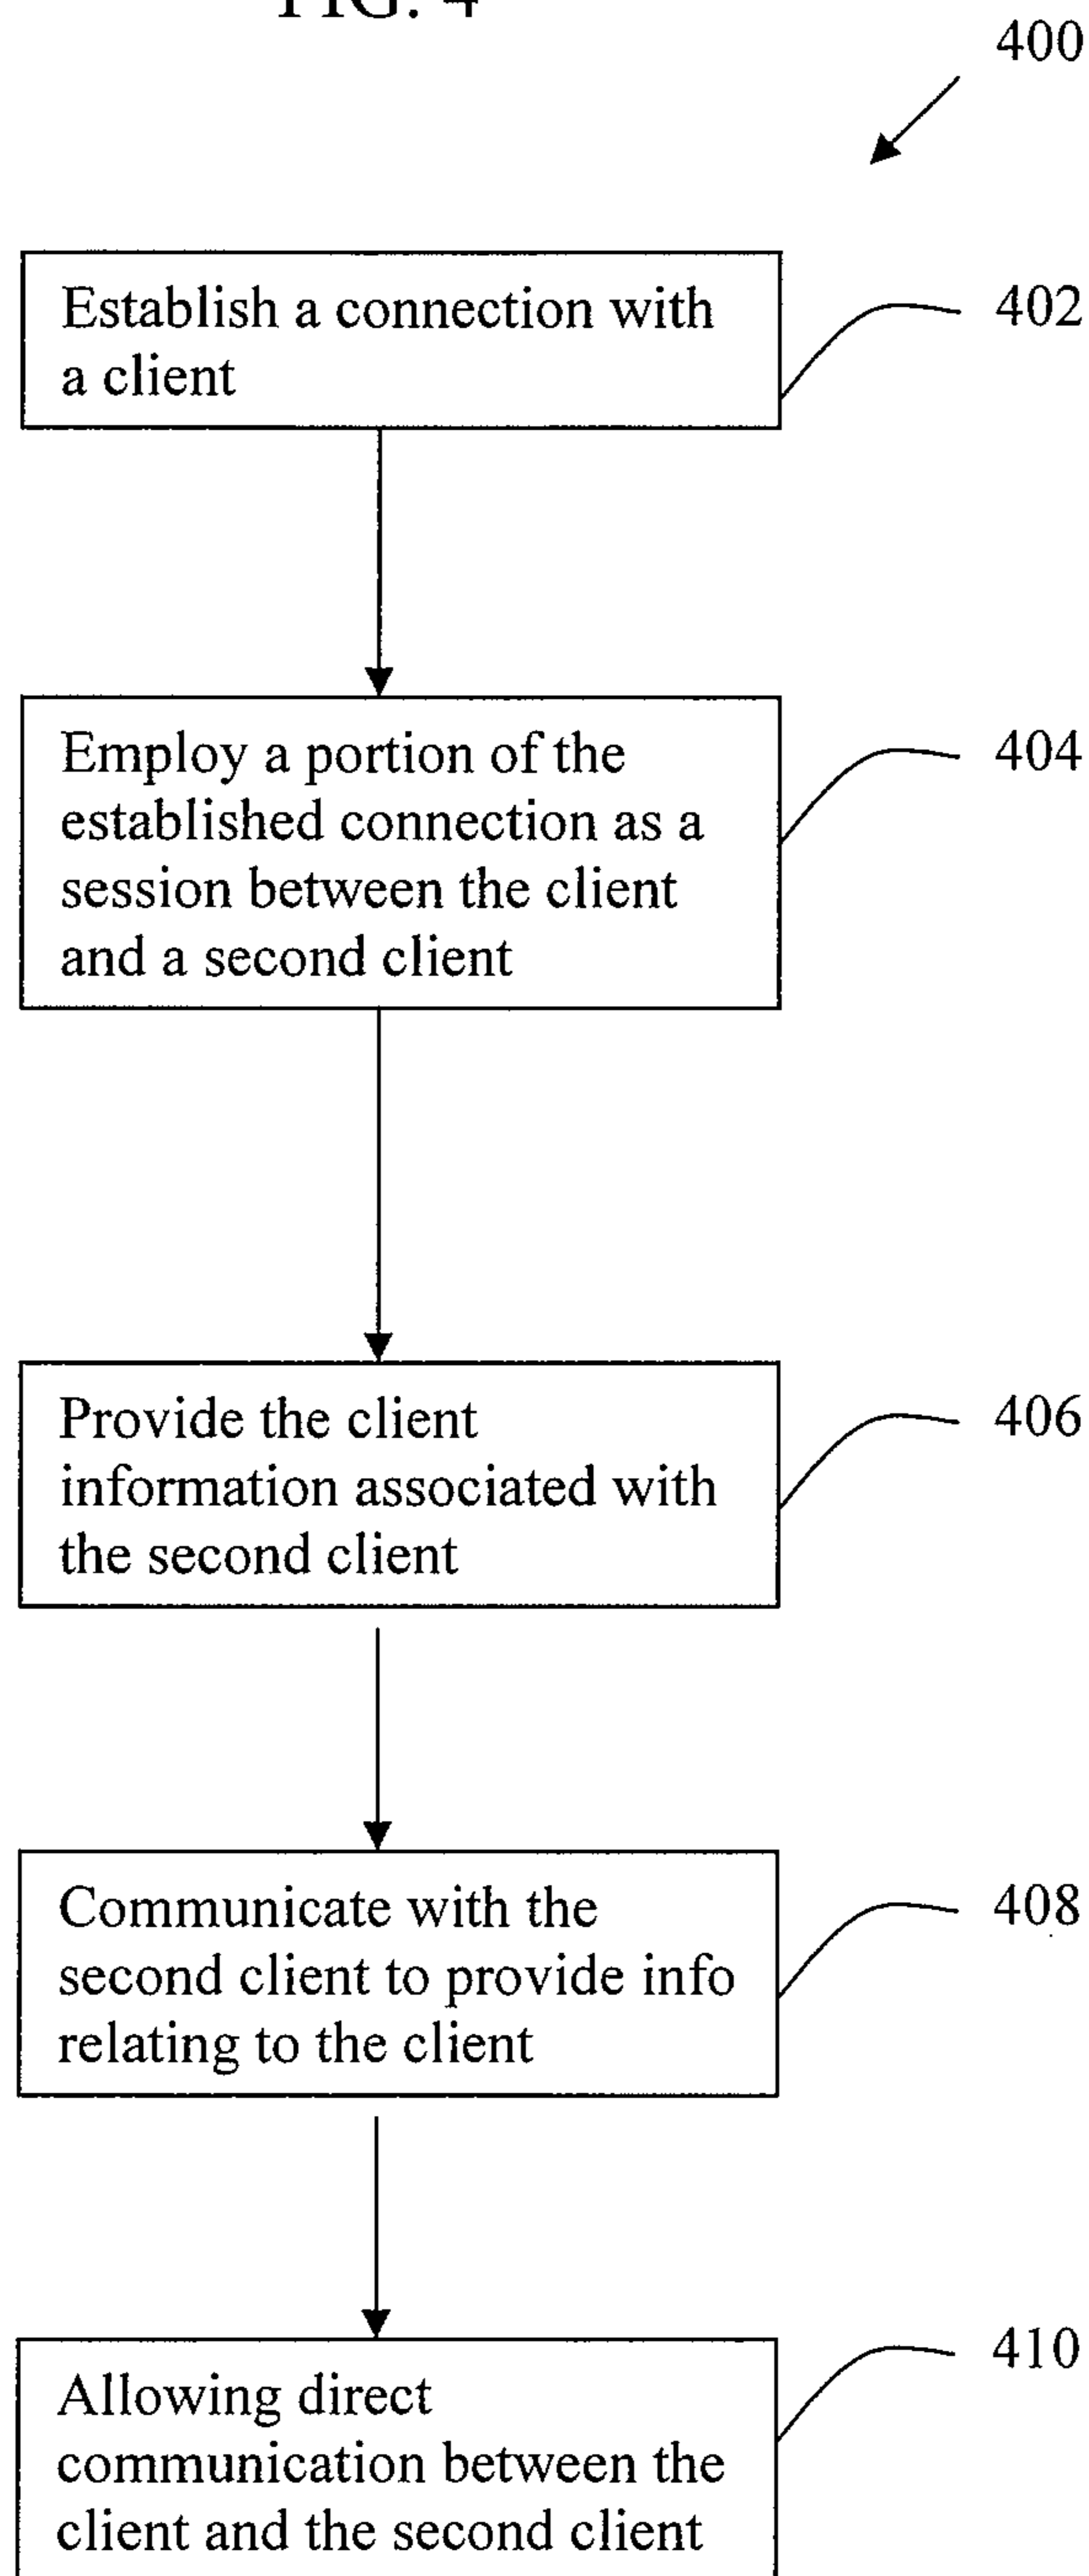 FIG. 4
400
Establish a connection with
a client
402
Employ a portion of the
established connection as a
session between the client
and a second client
404
Provide the client
information associated with
the second client
406
Communicate with the
second client to provide info
relating to the client
408
Allowing direct
communication between the
client and the second client
410